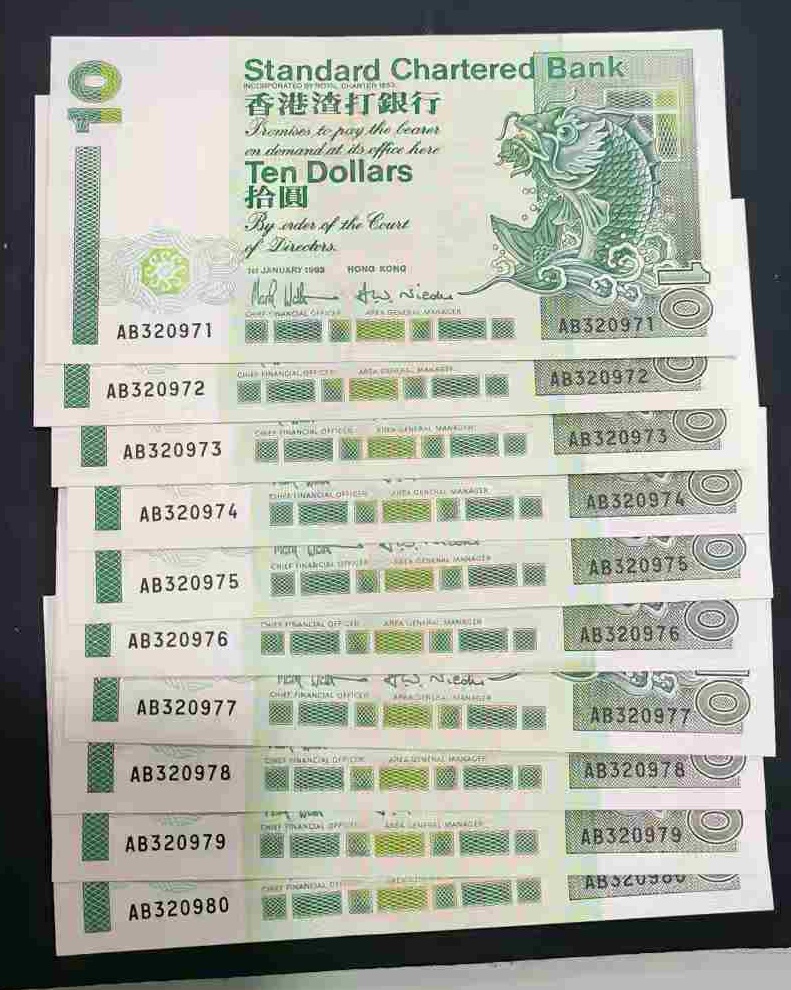 10
Standard Chartered Bank
INCORPORATED BY ROYAL CHARTER 1853
香港渣打銀行
Promises to pay the bearer
on demand at its office here
Ten Dollars
拾圓
By order of the Court
of Directors.
1st JANUARY 1993 HONG KONG
CHIEF FINANCIAL OFFICER AREA GENERAL MANAGER
10
AB320971 AB320971
CHIEF FINANCIAL OFFICER AREA GENERAL MANAGER
AB320972 AB320972
CHIEF FINANCIAL OFFICER AREA GENERAL MANAGER
AB320973 AB320973
CHIEF FINANCIAL OFFICER AREA GENERAL MANAGER
AB320974 AB320974
CHIEF FINANCIAL OFFICER AREA GENERAL MANAGER
AB320975 AB320975
CHIEF FINANCIAL OFFICER AREA GENERAL MANAGER
AB320976 AB320976
CHIEF FINANCIAL OFFICER AREA GENERAL MANAGER
AB320977 AB320977
CHIEF FINANCIAL OFFICER AREA GENERAL MANAGER
AB320978 AB320978
CHIEF FINANCIAL OFFICER AREA GENERAL MANAGER
AB320979 AB320979
CHIEF FINANCIAL OFFICER
AB320980 AB320980